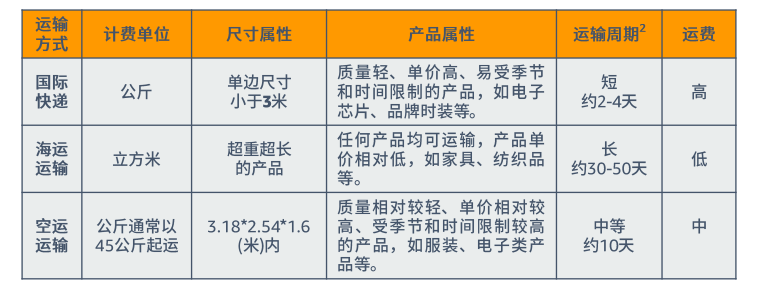 运输
方式
计费单位
尺寸属性
产品属性
运输周期2
运费
国际
快递
公斤
单边尺寸
小于3米
质量轻、单价高、易受季节
和时间限制的产品，如电子
芯片、品牌时装等。
短
约2-4天
高
海运
运输
立方米
超重超长
的产品
任何产品均可运输，产品单
价相对低，如家具、纺织品
等。
长
约30-50天
低
空运
运输
公斤通常以
45公斤起运
3.18*2.54*1.6
(米)内
质量相对较轻、单价相对较
高、受季节和时间限制较高
的产品，如服装、电子类产
品等。
中等
约10天
中